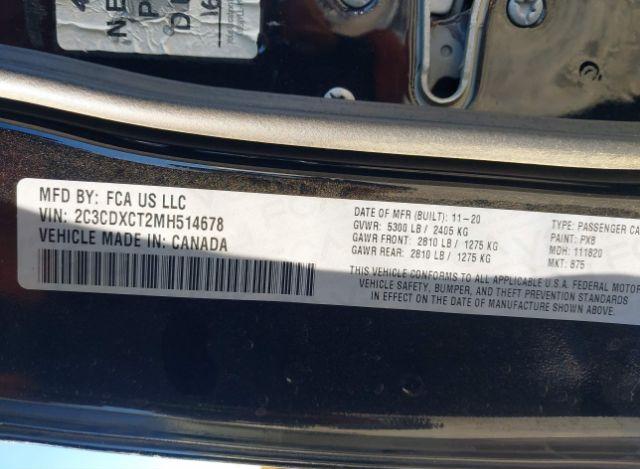 NE
MFD BY: FCA US LLC
VIN: 2C3CDXCT2MH514678
VEHICLE MADE IN: CANADA
DATE OF MFR (BUILT): 11-20
GVWR: 5300 LB / 2405 KG
GAWR FRONT: 2810 LB / 1275 KG
GAWR REAR: 2810 LB / 1275 KG
TYPE: PASSENGER CA
PAINT: PX8
MDH: 111820
MKT: 875
THIS VEHICLE CONFORMS TO ALL APPLICABLE U.S.A. FEDERAL MOTOR
VEHICLE SAFETY, BUMPER, AND THEFT PREVENTION STANDARDS
IN EFFECT ON THE DATE OF MANUFACTURE SHOWN ABOVE.